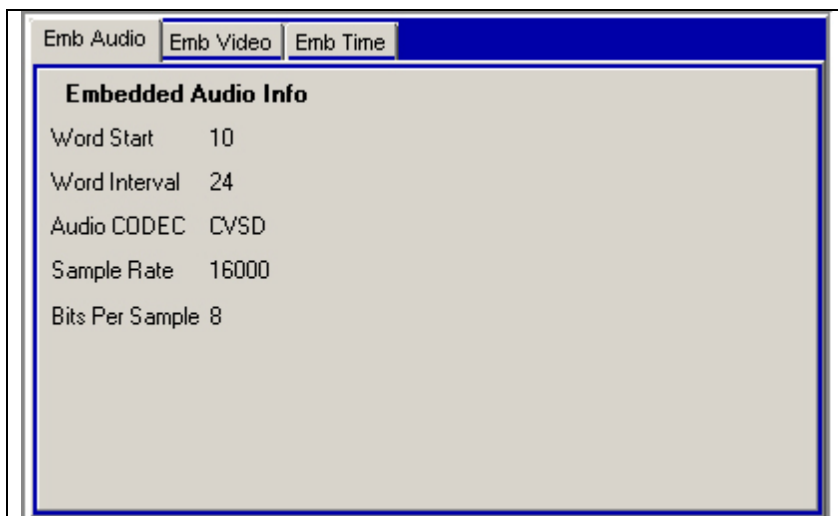 Emb Audio Emb Video Emb Time
Embedded Audio Info
Word Start 10
Word Interval 24
Audio CODEC CVSD
Sample Rate 16000
Bits Per Sample 8